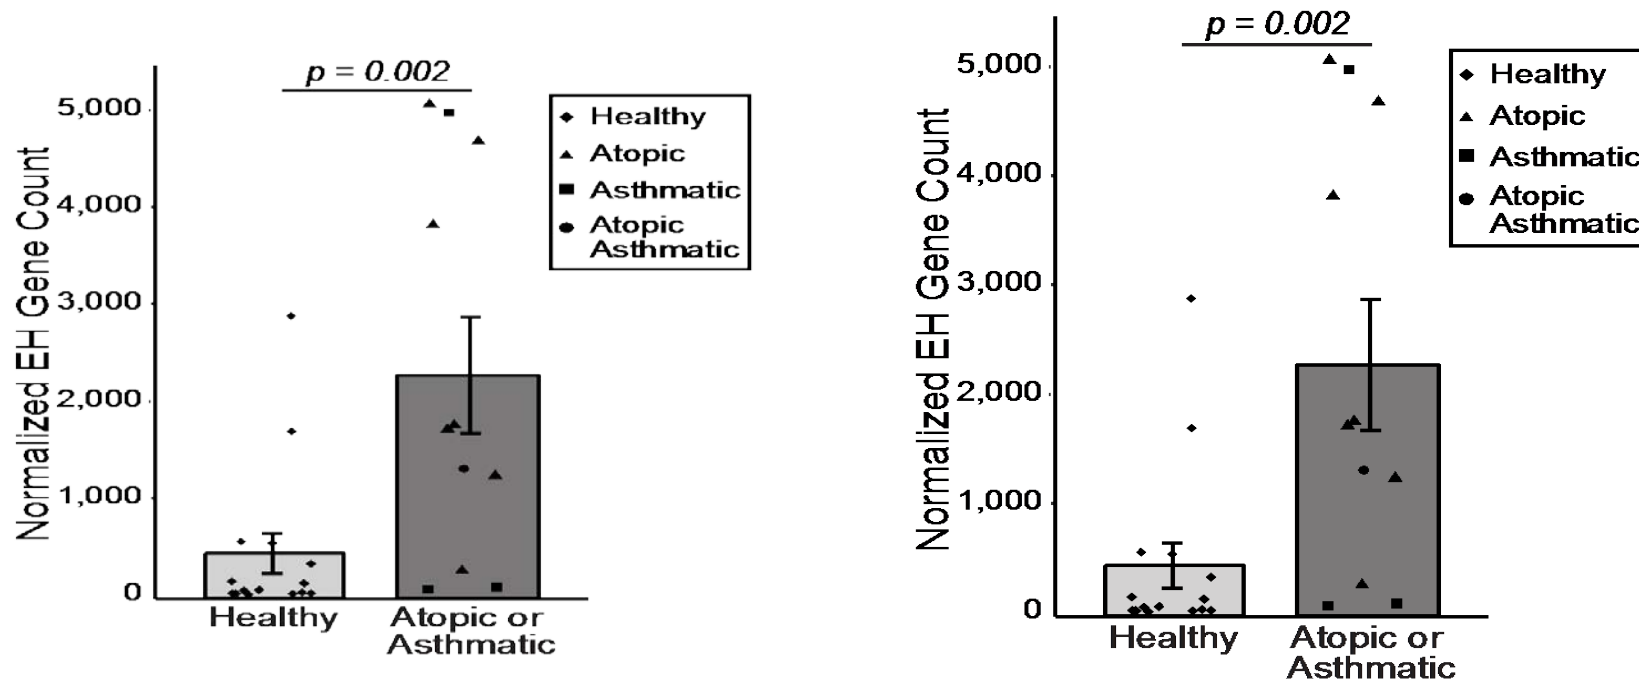 p = 0.002
5,000
4,000
3,000
2,000
1,000
0
Normalized EH Gene Count
Healthy
Atopic or
Asthmatic
Healthy
Atopic
Asthmatic
Atopic
Asthmatic
p = 0.002
5,000
4,000
3,000
2,000
1,000
0
Normalized EH Gene Count
Healthy
Atopic or
Asthmatic
Healthy
Atopic
Asthmatic
Atopic
Asthmatic